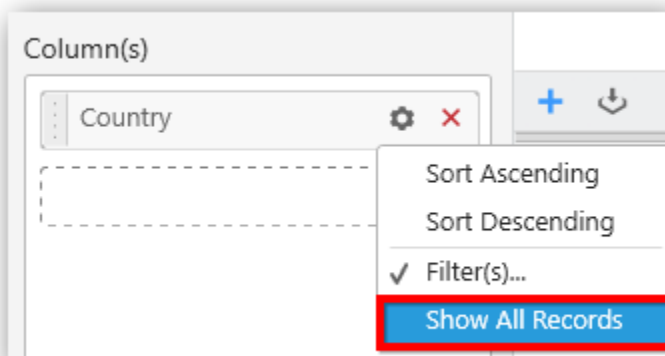 Column(s)
Country
Sort Ascending
Sort Descending
Filter(s)...
Show All Records